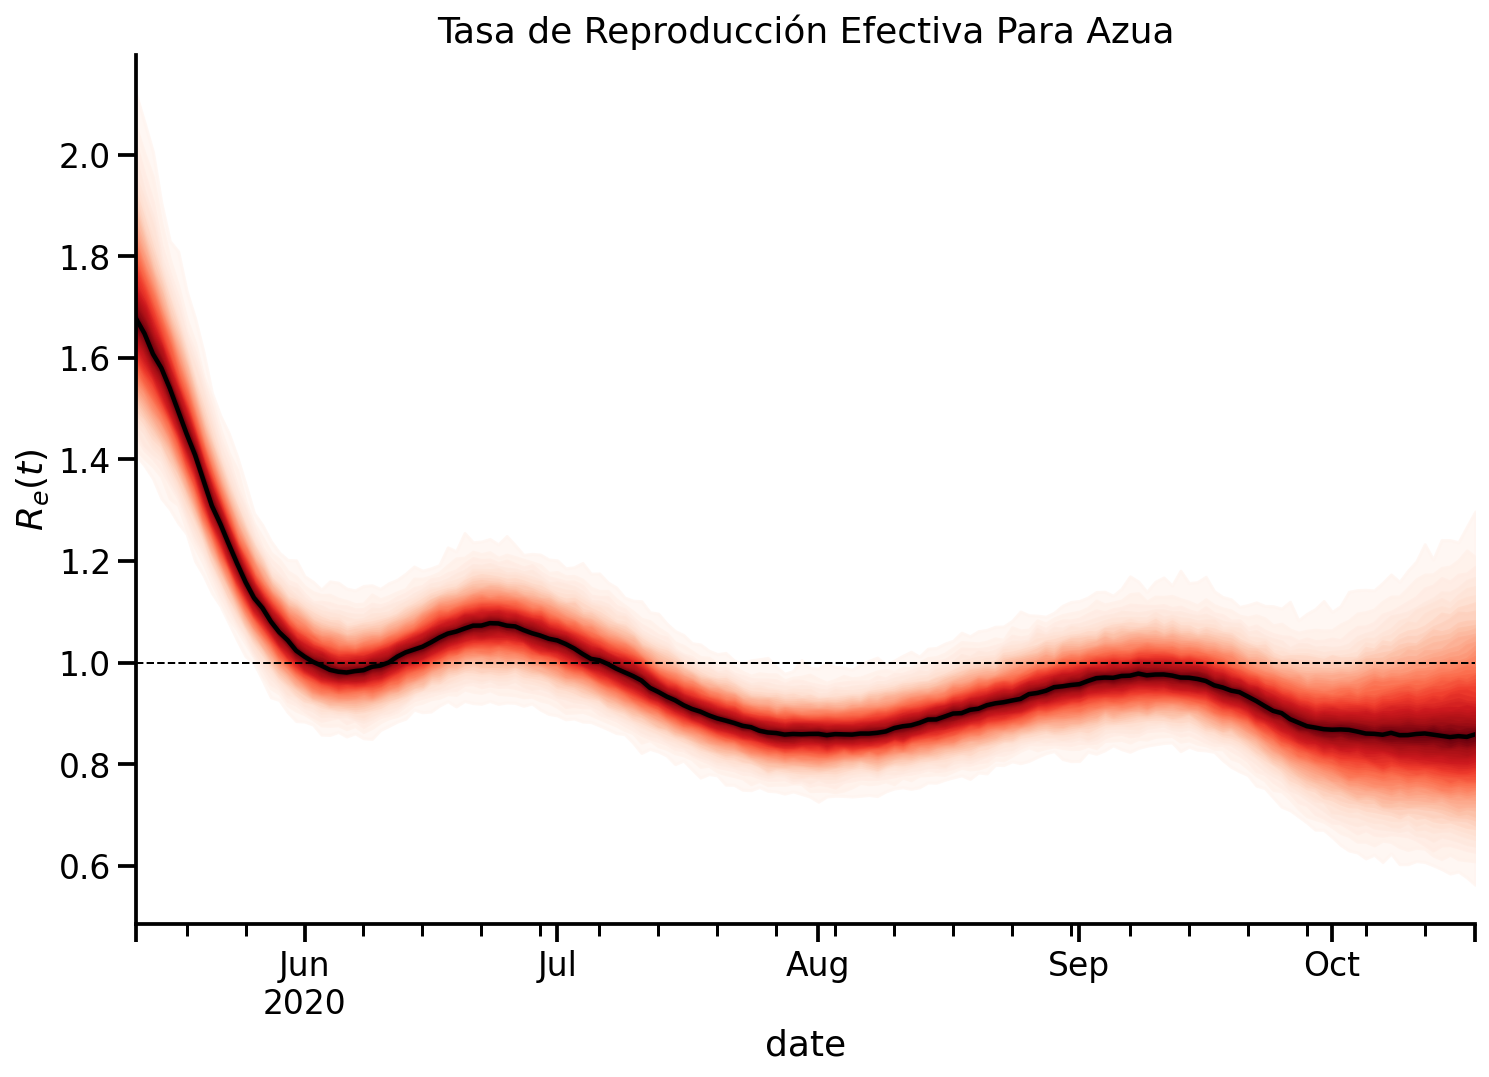 Tasa de Reproducción Efectiva Para Azua
2.0
1.8
1.6
1.4
1.2
1.0
0.8
0.6
Rₑ(t)
Jun
2020
Jul
Aug
Sep
Oct
date